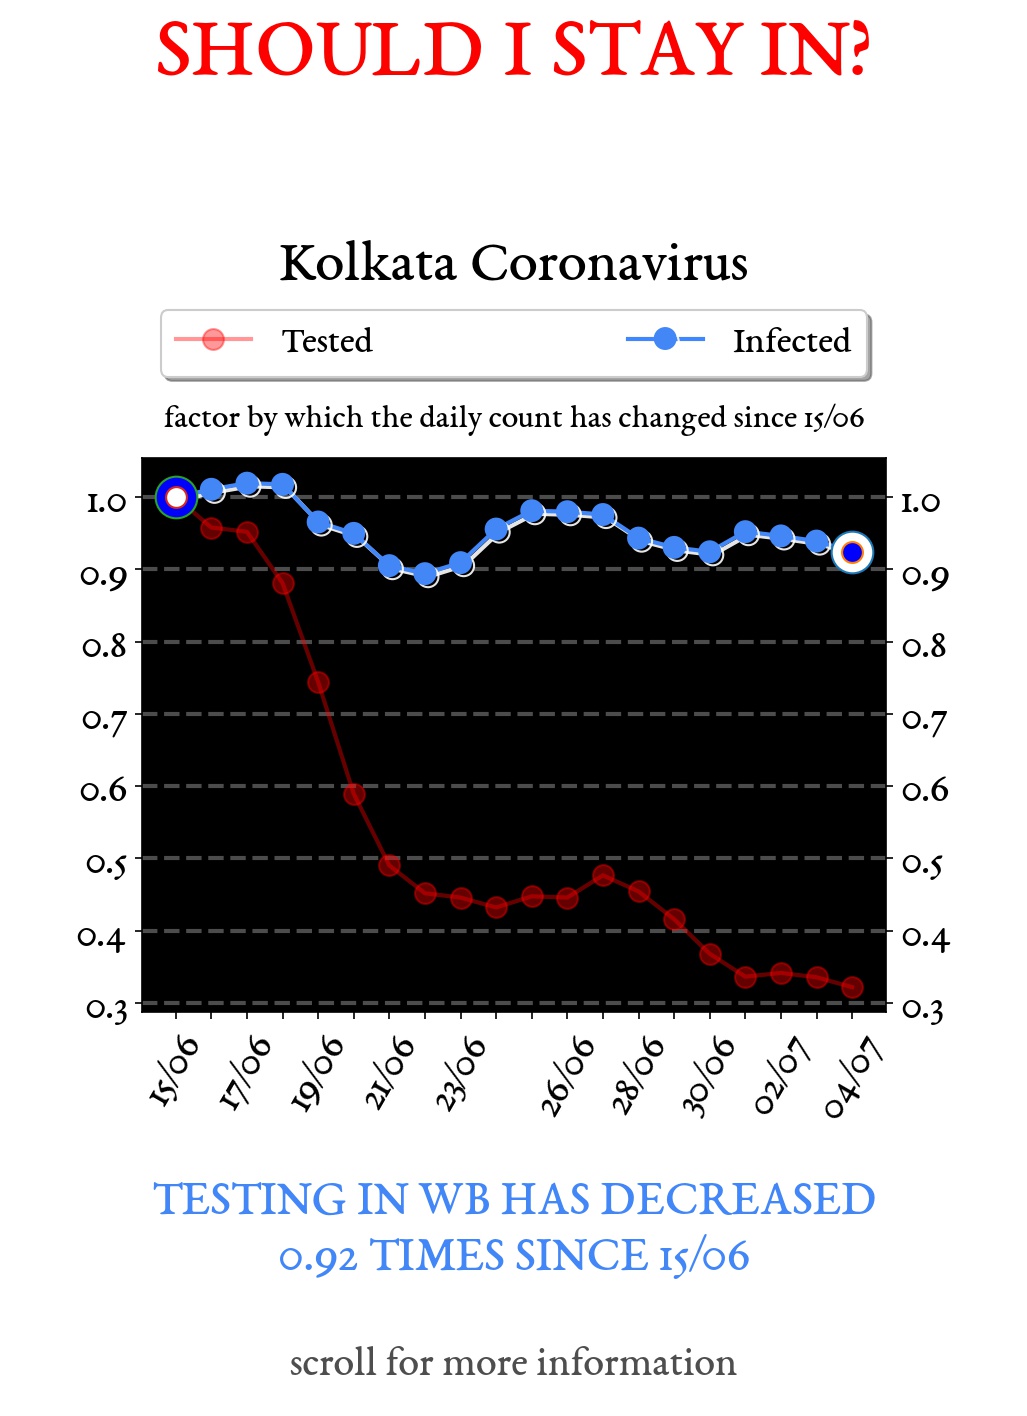 SHOULD I STAY IN?
Kolkata Coronavirus
Tested Infected
factor by which the daily count has changed since 15/06
1.0 1.0
0.9 0.9
0.8 0.8
0.7 0.7
0.6 0.6
0.5 0.5
0.4 0.4
0.3 0.3
15/06 17/06 19/06 21/06 23/06 26/06 28/06 30/06 02/07 04/07
TESTING IN WB HAS DECREASED
0.92 TIMES SINCE 15/06
scroll for more information